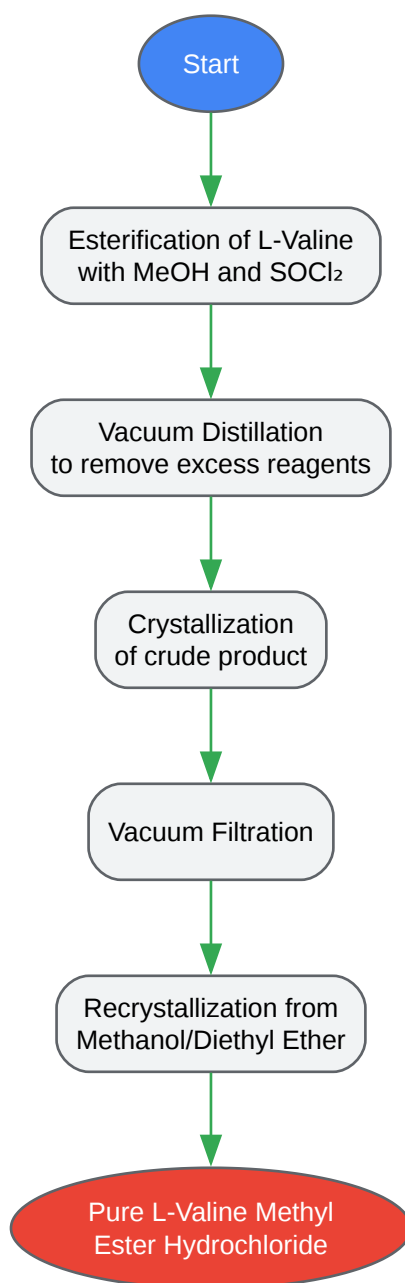 Start
Esterification of L-Valine
with MeOH and SOCl₂
Vacuum Distillation
to remove excess reagents
Crystallization
of crude product
Vacuum Filtration
Recrystallization from
Methanol/Diethyl Ether
Pure L-Valine Methyl
Ester Hydrochloride